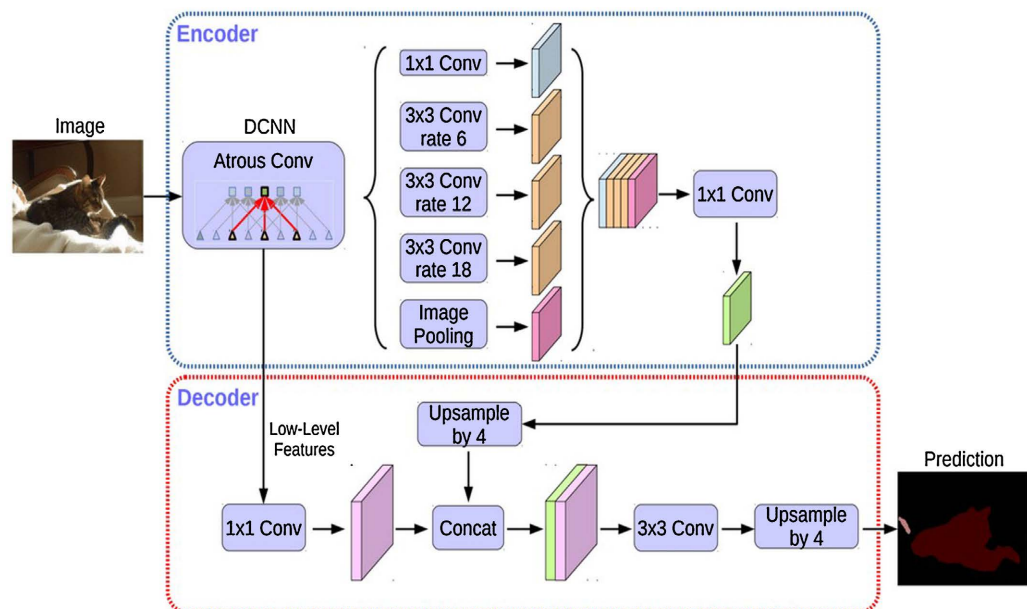 Encoder
Image
DCNN
Atrous Conv
1x1 Conv
3x3 Conv
rate 6
3x3 Conv
rate 12
3x3 Conv
rate 18
Image
Pooling
1x1 Conv
Decoder
Low-Level
Features
Upsample
by 4
1x1 Conv
Concat
3x3 Conv
Upsample
by 4
Prediction